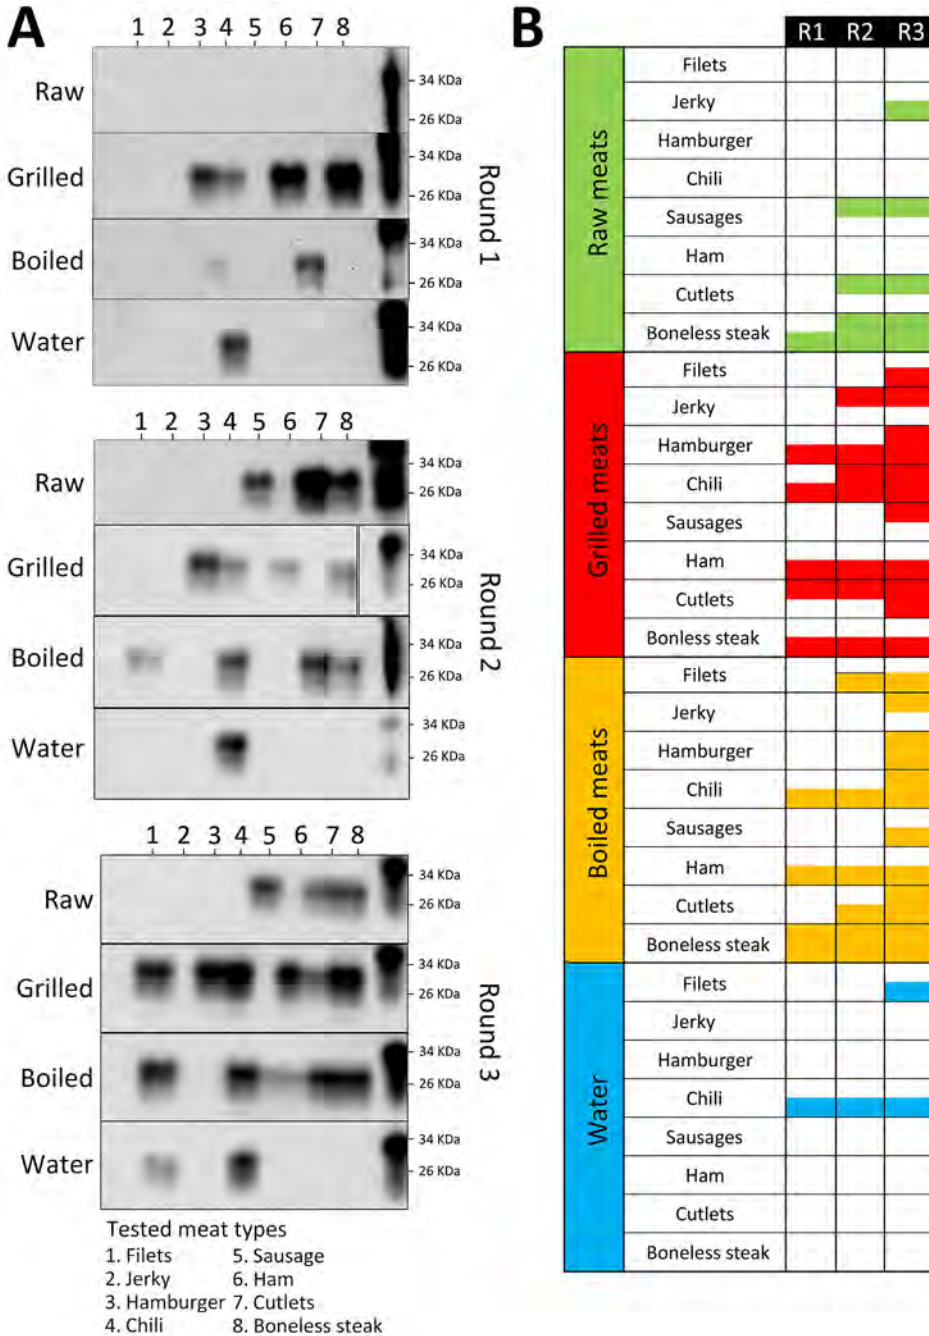 A
1 2 3 4 5 6 7 8
Raw
34 KDa
26 KDa
Grilled
34 KDa
26 KDa
Boiled
34 KDa
26 KDa
Water
34 KDa
26 KDa
Round 1
1 2 3 4 5 6 7 8
Raw
34 KDa
26 KDa
Grilled
34 KDa
26 KDa
Boiled
34 KDa
26 KDa
Water
34 KDa
26 KDa
Round 2
1 2 3 4 5 6 7 8
Raw
34 KDa
26 KDa
Grilled
34 KDa
26 KDa
Boiled
34 KDa
26 KDa
Water
34 KDa
26 KDa
Round 3
Tested meat types
1. Filets 5. Sausage
2. Jerky 6. Ham
3. Hamburger 7. Cutlets
4. Chili 8. Boneless steak
B
R1 R2 R3
Raw meats
Filets
Jerky
Hamburger
Chili
Sausages
Ham
Cutlets
Boneless steak
Grilled meats
Filets
Jerky
Hamburger
Chili
Sausages
Ham
Cutlets
Bonless steak
Boiled meats
Filets
Jerky
Hamburger
Chili
Sausages
Ham
Cutlets
Boneless steak
Water
Filets
Jerky
Hamburger
Chili
Sausages
Ham
Cutlets
Boneless steak